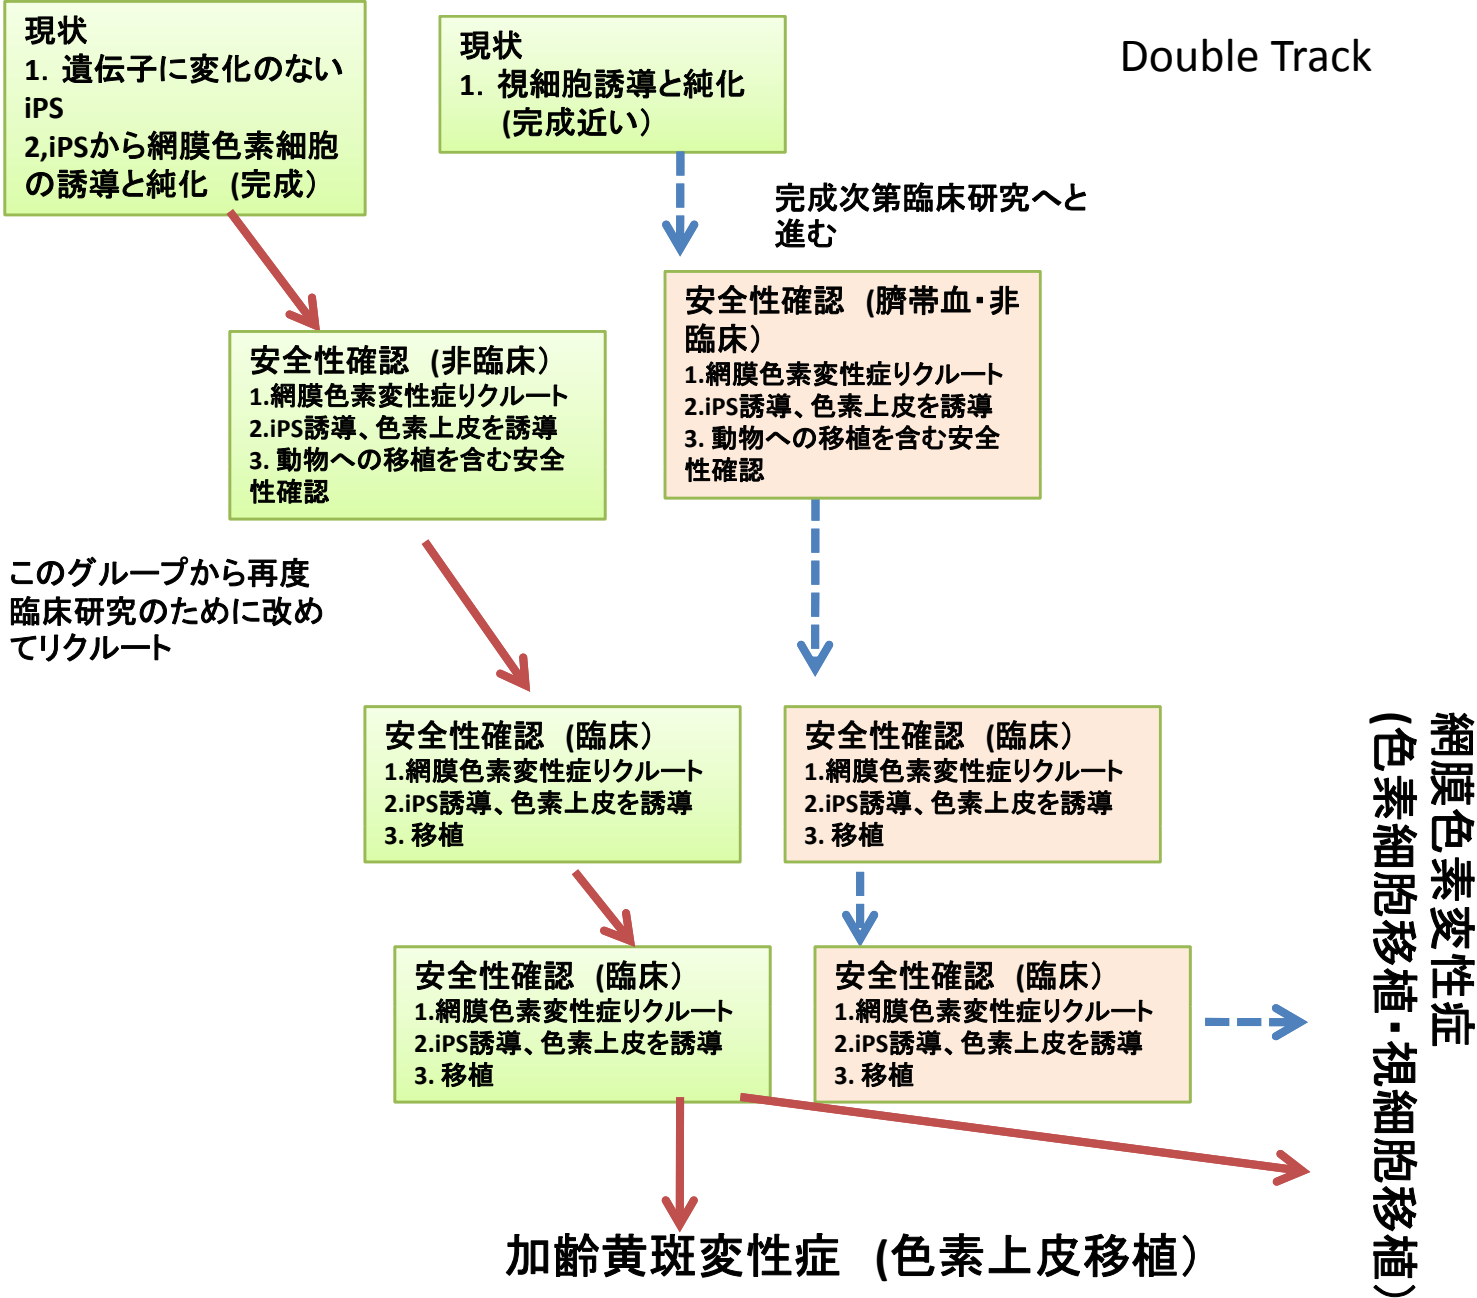 Double Track
現状
1. 遺伝子に変化のない
iPS
2,iPSから網膜色素細胞
の誘導と純化 (完成）
現状
1. 視細胞誘導と純化
(完成近い）
完成次第臨床研究へと
進む
安全性確認 (非臨床）
1.網膜色素変性症りクルート
2.iPS誘導、色素上皮を誘導
3. 動物への移植を含む安全
性確認
安全性確認 (臍帯血・非
臨床）
1.網膜色素変性症りクルート
2.iPS誘導、色素上皮を誘導
3. 動物への移植を含む安全
性確認
このグループから再度
臨床研究のために改め
てリクルート
安全性確認 (臨床）
1.網膜色素変性症りクルート
2.iPS誘導、色素上皮を誘導
3. 移植
安全性確認 (臨床）
1.網膜色素変性症りクルート
2.iPS誘導、色素上皮を誘導
3. 移植
安全性確認 (臨床）
1.網膜色素変性症りクルート
2.iPS誘導、色素上皮を誘導
3. 移植
安全性確認 (臨床）
1.網膜色素変性症りクルート
2.iPS誘導、色素上皮を誘導
3. 移植
網膜色素変性症
(色素細胞移植・視細胞移植）
加齢黄斑変性症 (色素上皮移植）